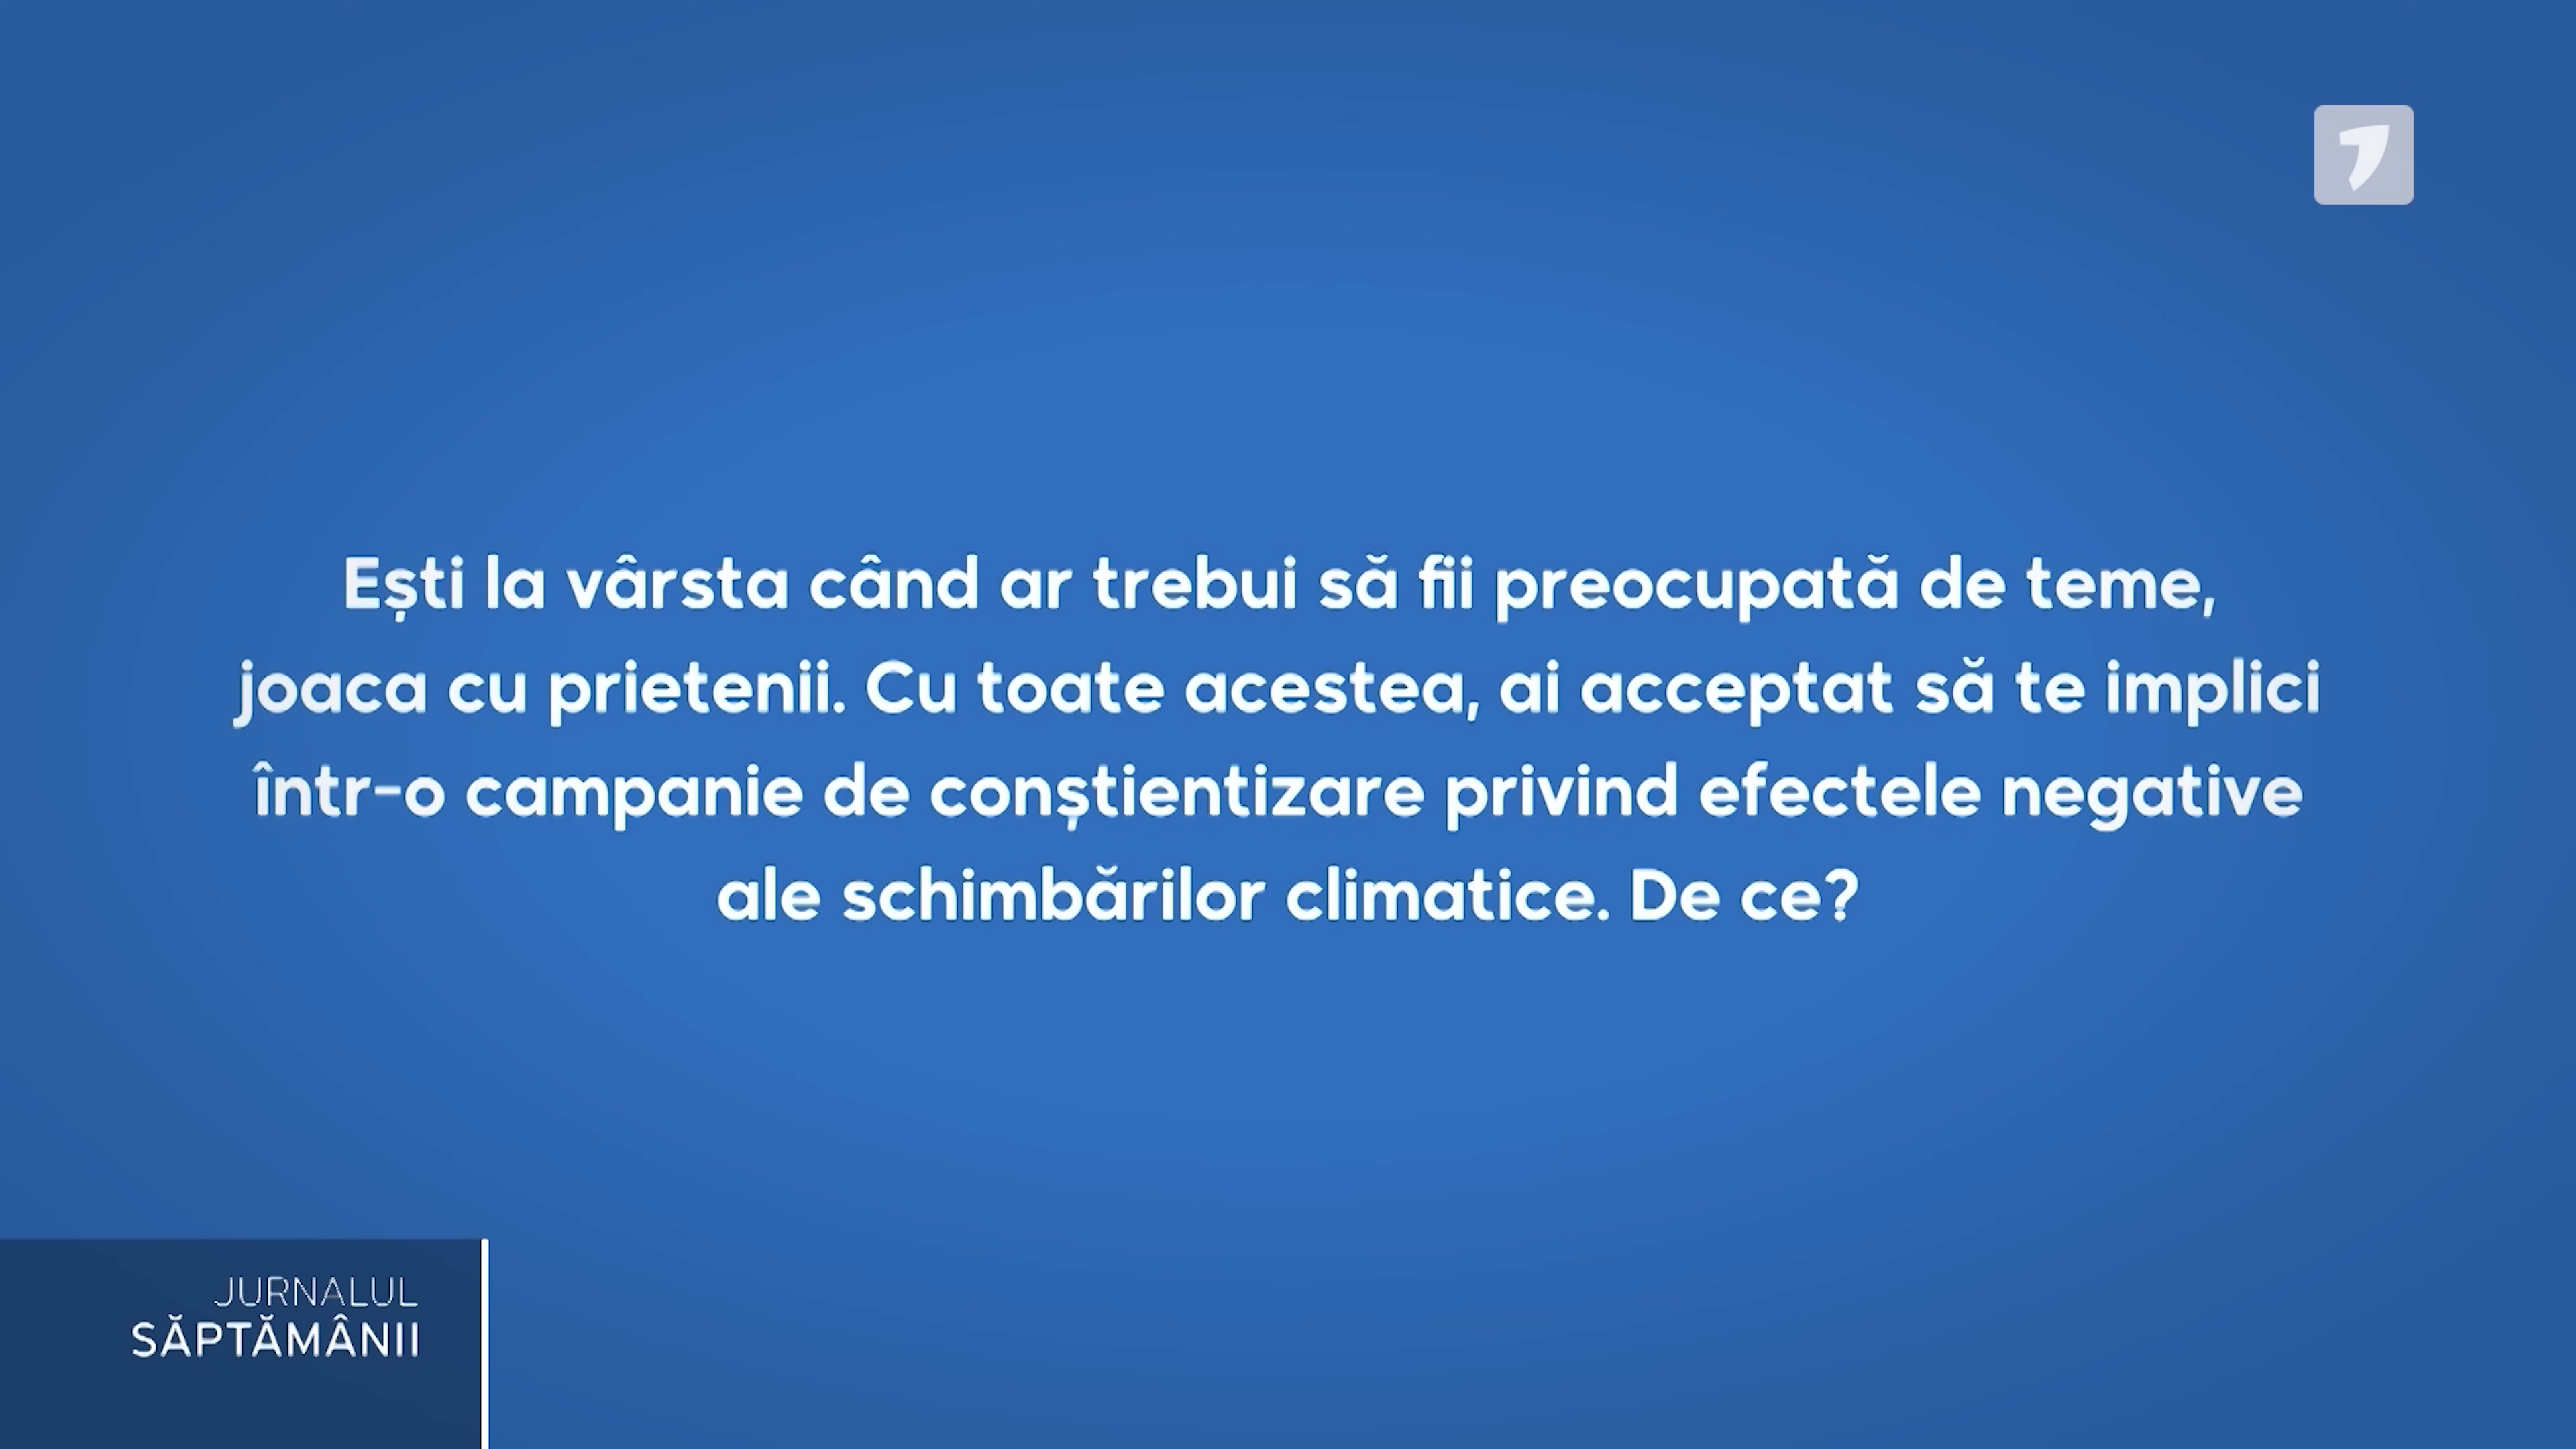 Ești la vârsta când ar trebui să fii preocupată de teme,
joaca cu prietenii. Cu toate acestea, ai acceptat să te implici
într-o campanie de conștientizare privind efectele negative
ale schimbărilor climatice. De ce?
JURNALUL
SĂPTĂMÂNII